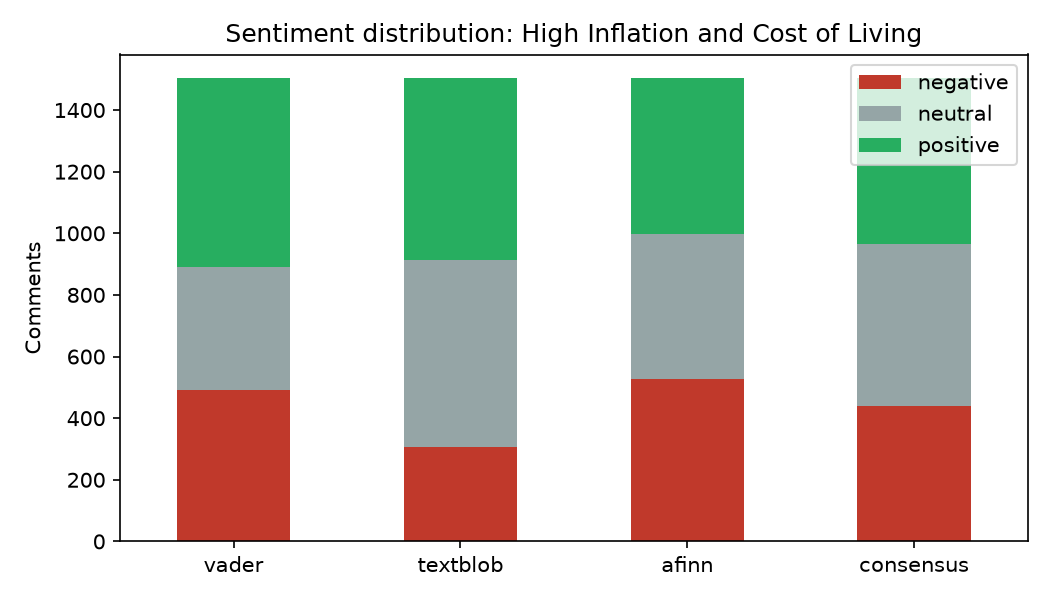 Sentiment distribution: High Inflation and Cost of Living
negative
neutral
positive
Comments
1400
1200
1000
800
600
400
200
0
vader
textblob
afinn
consensus